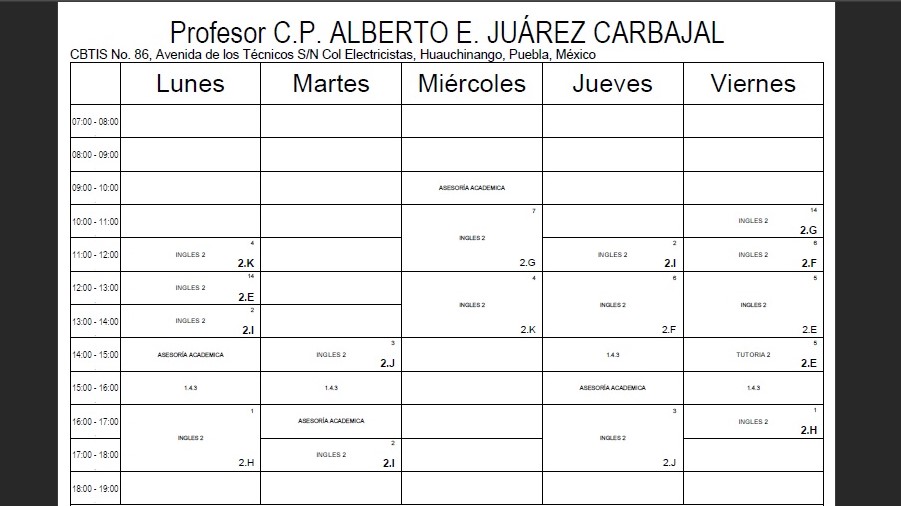 Profesor C.P. ALBERTO E. JUÁREZ CARBAJAL
CBTIS No. 86, Avenida de los Técnicos S/N Col Electricistas, Huauchinango, Puebla, México
Lunes Martes Miércoles Jueves Viernes
07:00 - 08:00
08:00 - 09:00
09:00 - 10:00 ASESORÍA ACADEMICA
10:00 - 11:00 INGLES 2 7 2.G INGLES 2 14 2.G
11:00 - 12:00 INGLES 2 4 2.K INGLES 2 2 2.I INGLES 2 6 2.F
12:00 - 13:00 INGLES 2 14 2.E INGLES 2 4 2.K INGLES 2 6 2.F INGLES 2 5 2.E
13:00 - 14:00 INGLES 2 2 2.I
14:00 - 15:00 ASESORÍA ACADEMICA INGLES 2 3 2.J 1.4.3 TUTORIA 2 5 2.E
15:00 - 16:00 1.4.3 1.4.3 ASESORÍA ACADEMICA 1.4.3
16:00 - 17:00 INGLES 2 1 2.H ASESORÍA ACADEMICA INGLES 2 3 2.J INGLES 2 1 2.H
17:00 - 18:00 INGLES 2 2 2.I
18:00 - 19:00